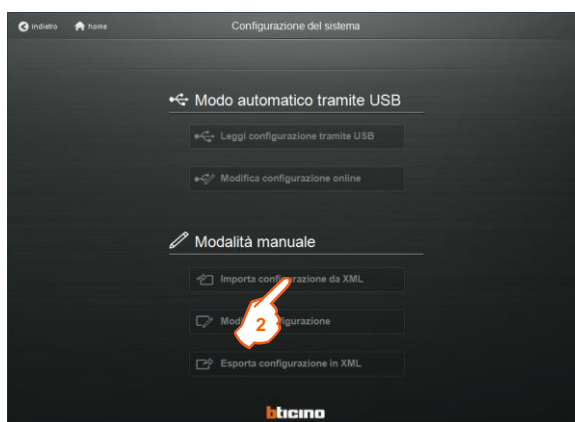 indietro home Configurazione del sistema
Modo automatico tramite USB
Leggi configurazione tramite USB
Modifica configurazione online
Modalità manuale
Importa configurazione da XML
2
Esporta configurazione in XML
bticino